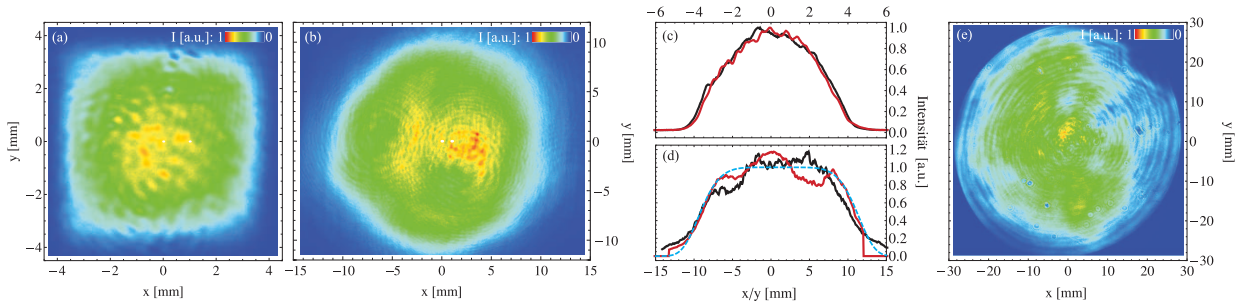 (a) I [a.u.]: 1 0
4
2
0
−2
−4
y [mm]
−4 −2 0 2 4
x [mm]
(b) I [a.u.]: 1 0
10
5
0
−5
−10
y [mm]
−15 −10 −5 0 5 10 15
x [mm]
−6 −4 −2 0 2 4 6
(c)
1.0
0.8
0.6
0.4
0.2
0.0
Intensität [a.u.]
(d)
1.2
1.0
0.8
0.6
0.4
0.2
0.0
−15 −10 −5 0 5 10 15
x/y [mm]
(e) I [a.u.]: 1 0
30
20
10
0
−10
−20
−30
y [mm]
−30 −20 −10 0 10 20 30
x [mm]